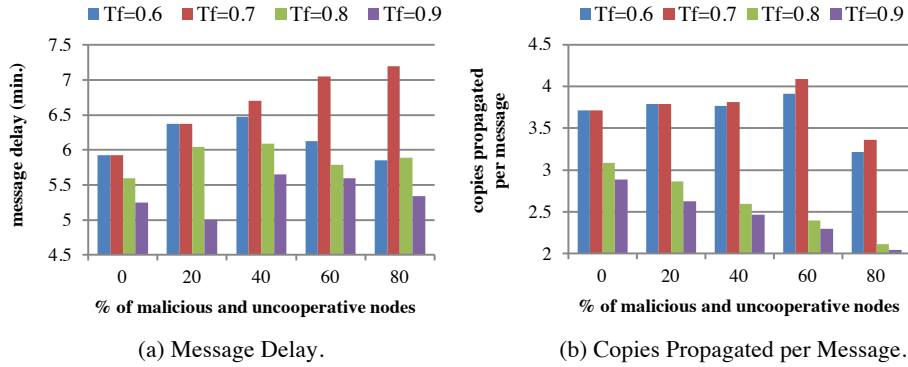 Tf=0.6 Tf=0.7 Tf=0.8 Tf=0.9
message delay (min.)
7.5
7
6.5
6
5.5
5
4.5
0 20 40 60 80
% of malicious and uncooperative nodes
(a) Message Delay.
Tf=0.6 Tf=0.7 Tf=0.8 Tf=0.9
copies propagated
per message
4.5
4
3.5
3
2.5
2
0 20 40 60 80
% of malicious and uncooperative nodes
(b) Copies Propagated per Message.